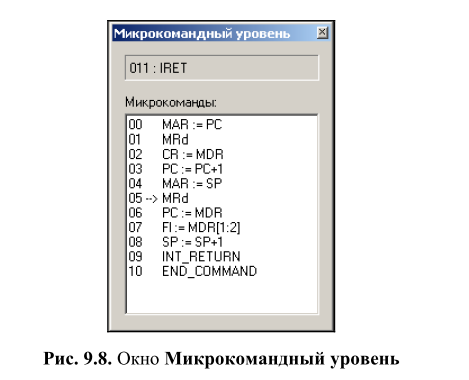 Микрокомандный уровень
011 : IRET
Микрокоманды:
00 MAR := PC
01 MRd
02 CR := MDR
03 PC := PC+1
04 MAR := SP
05 --> MRd
06 PC := MDR
07 Fl := MDR[1:2]
08 SP := SP+1
09 INT_RETURN
10 END_COMMAND
Рис. 9.8. Окно Микрокомандный уровень